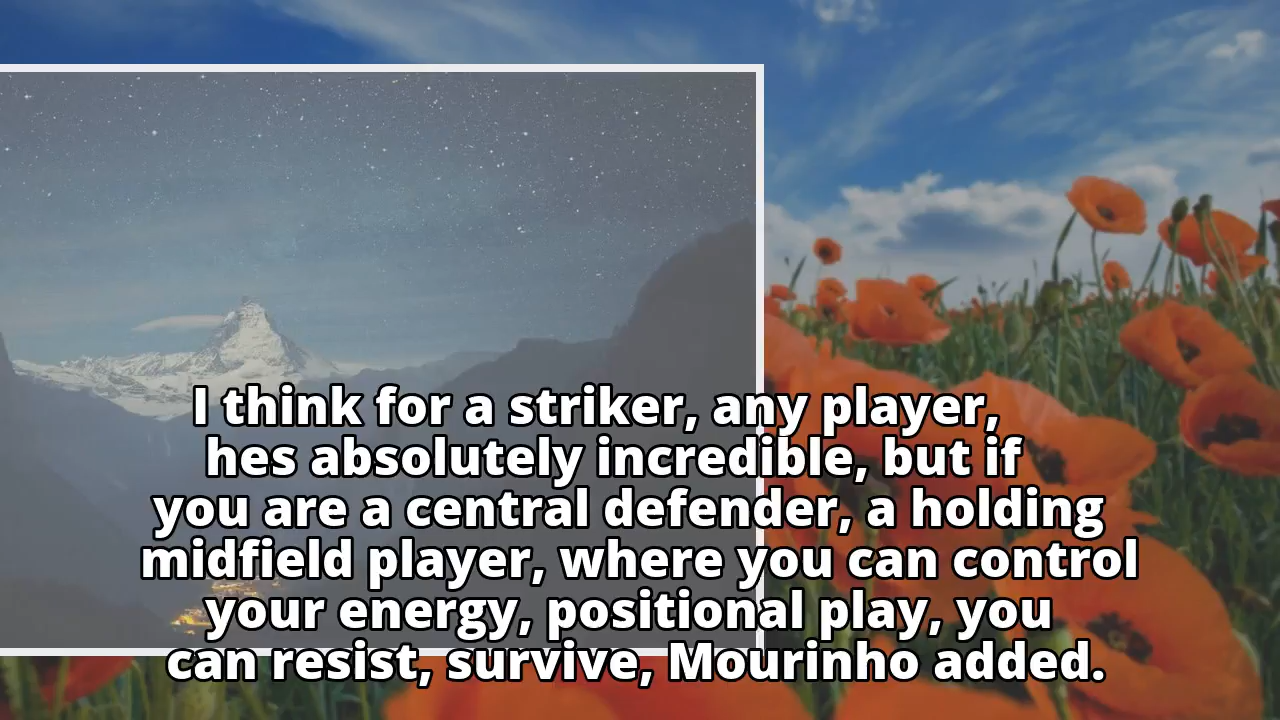 I think for a striker, any player,
hes absolutely incredible, but if
you are a central defender, a holding
midfield player, where you can control
your energy, positional play, you
can resist, survive, Mourinho added.